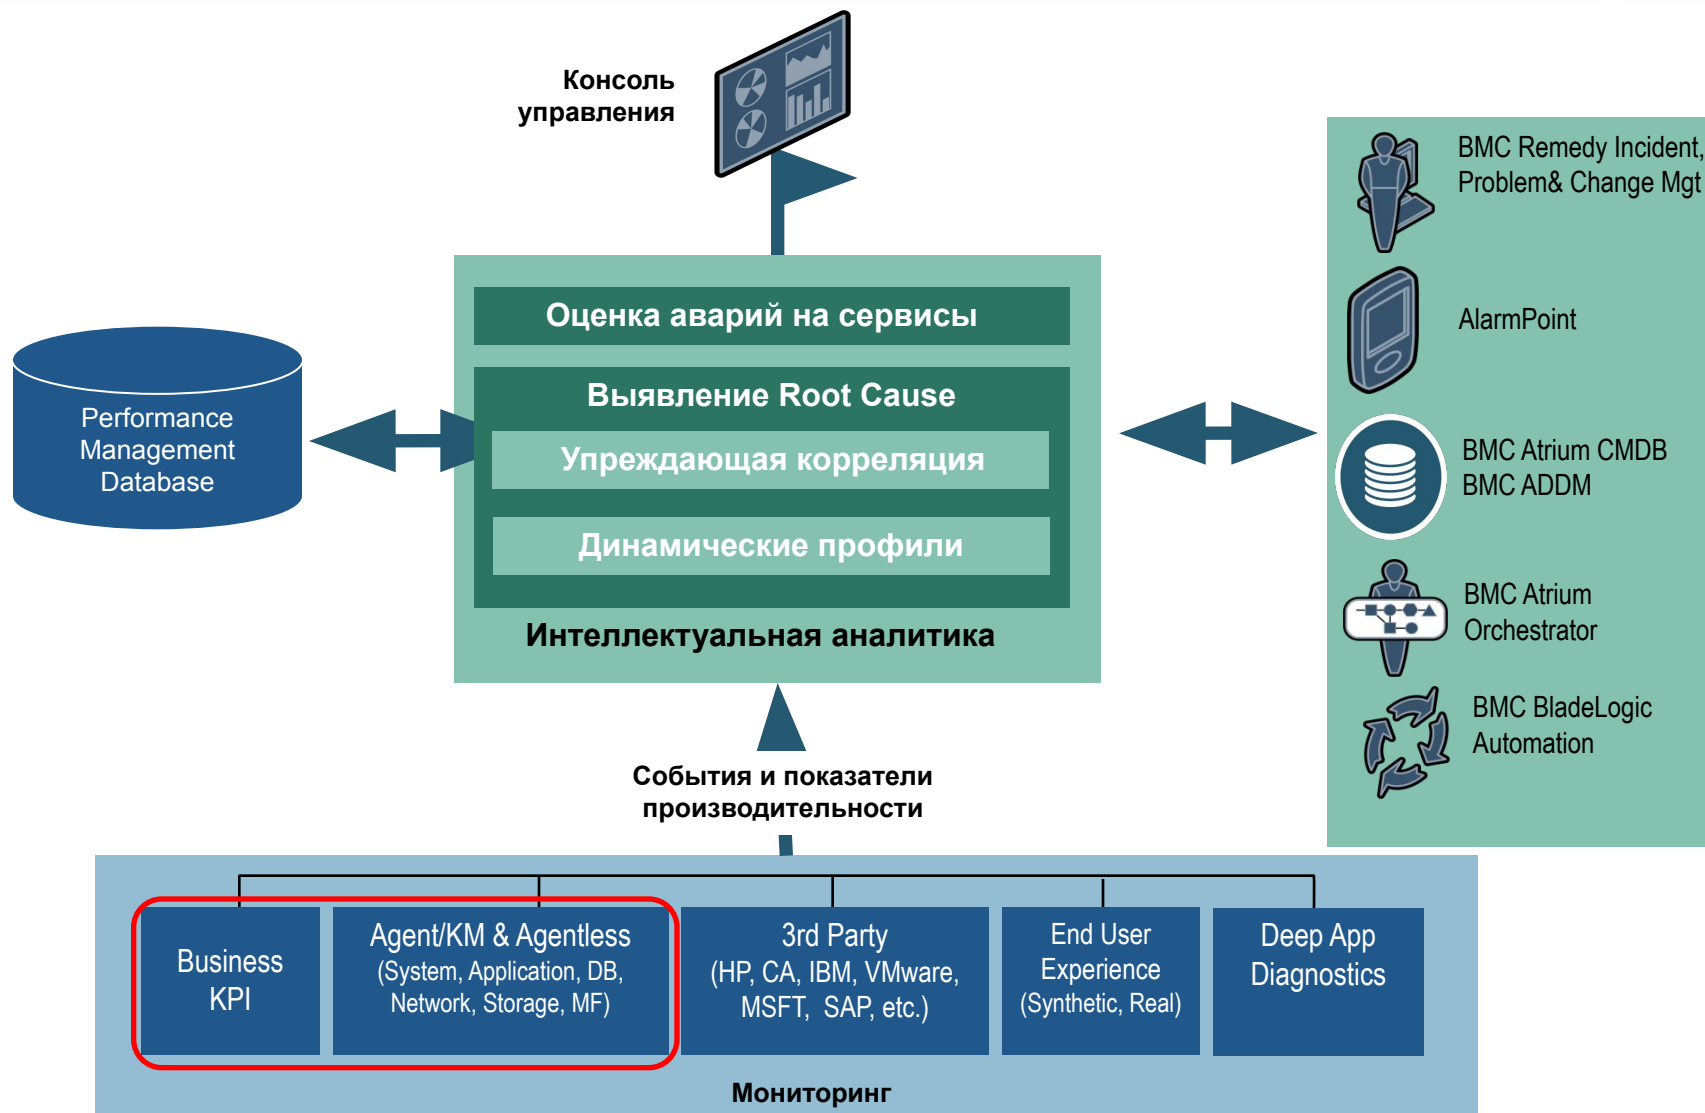 Консоль
управления
BMC Remedy Incident,
Problem& Change Mgt
AlarmPoint
BMC Atrium CMDB
BMC ADDM
BMC Atrium
Orchestrator
BMC BladeLogic
Automation
Оценка аварий на сервисы
Выявление Root Cause
Упреждающая корреляция
Динамические профили
Интеллектуальная аналитика
Performance
Management
Database
События и показатели
производительности
Business
KPI
Agent/KM & Agentless
(System, Application, DB,
Network, Storage, MF)
3rd Party
(HP, CA, IBM, VMware,
MSFT, SAP, etc.)
End User
Experience
(Synthetic, Real)
Deep App
Diagnostics
Мониторинг